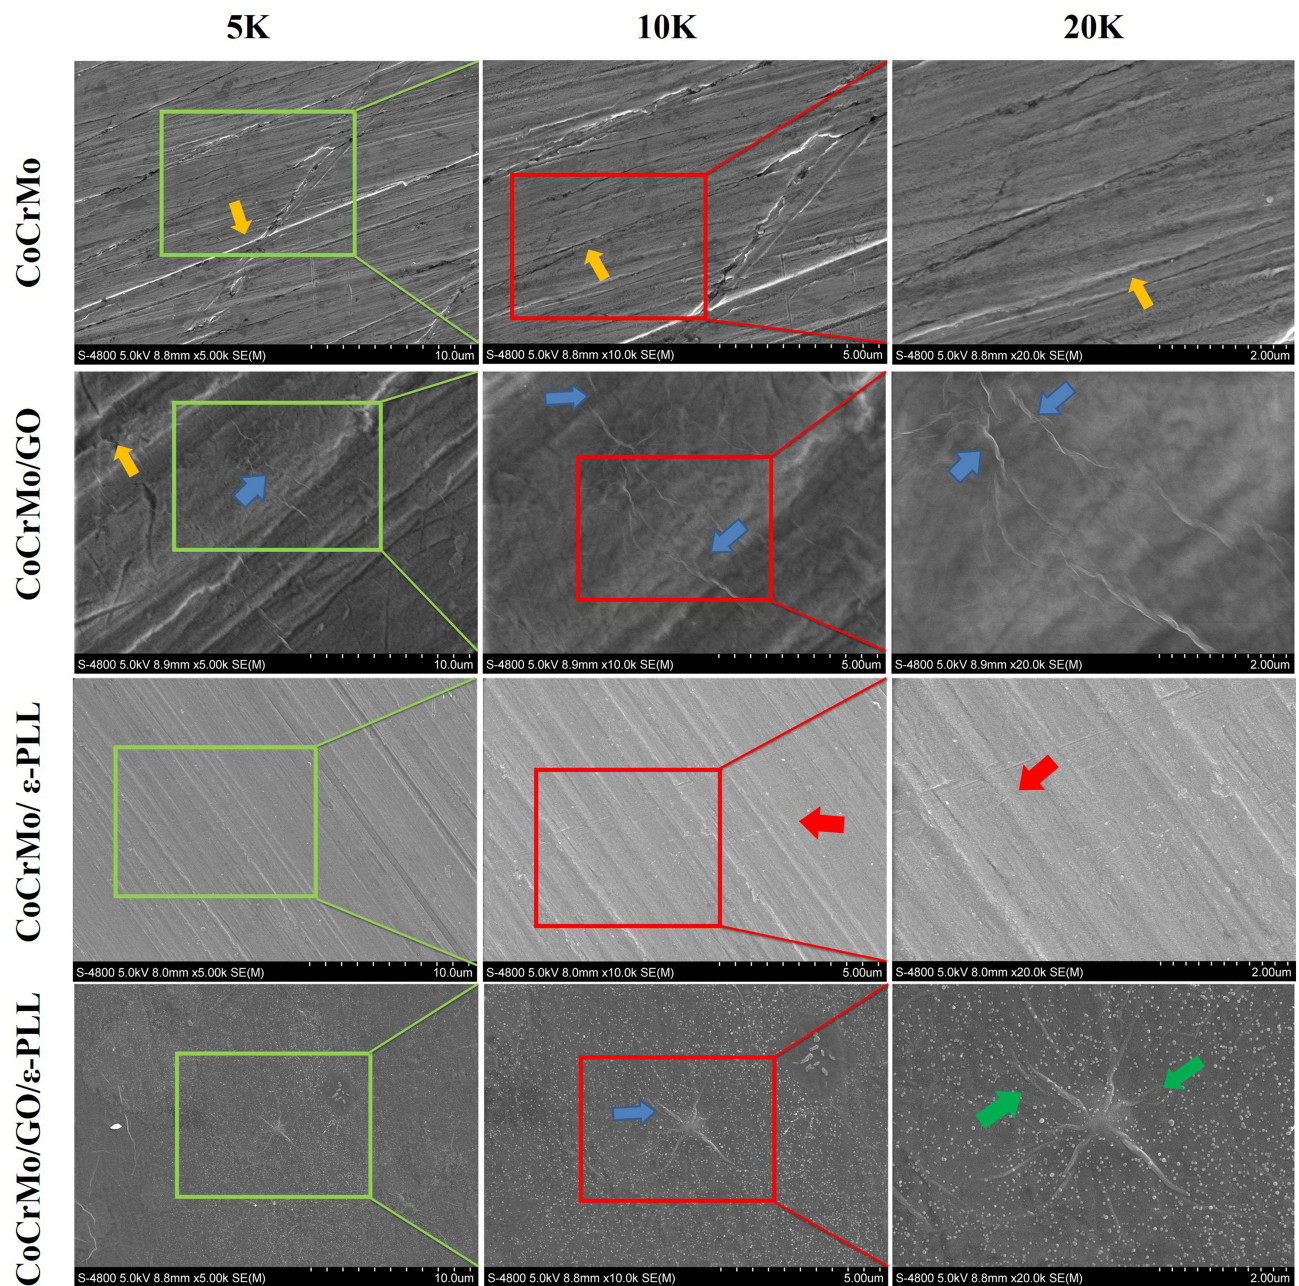 5K 10K 20K
CoCrMo
S-4800 5.0kV 8.8mm x5.00k SE(M) 10.0um
S-4800 5.0kV 8.8mm x10.0k SE(M) 5.00um
S-4800 5.0kV 8.8mm x20.0k SE(M) 2.00um
CoCrMo/GO
S-4800 5.0kV 8.9mm x5.00k SE(M) 10.0um
S-4800 5.0kV 8.9mm x10.0k SE(M) 5.00um
S-4800 5.0kV 8.9mm x20.0k SE(M) 2.00um
CoCrMo/ ε-PLL
S-4800 5.0kV 8.0mm x5.00k SE(M) 10.0um
S-4800 5.0kV 8.0mm x10.0k SE(M) 5.00um
S-4800 5.0kV 8.0mm x20.0k SE(M) 2.00um
CoCrMo/GO/ε-PLL
S-4800 5.0kV 8.8mm x5.00k SE(M) 10.0um
S-4800 5.0kV 8.8mm x10.0k SE(M) 5.00um
S-4800 5.0kV 8.8mm x20.0k SE(M) 2.00um